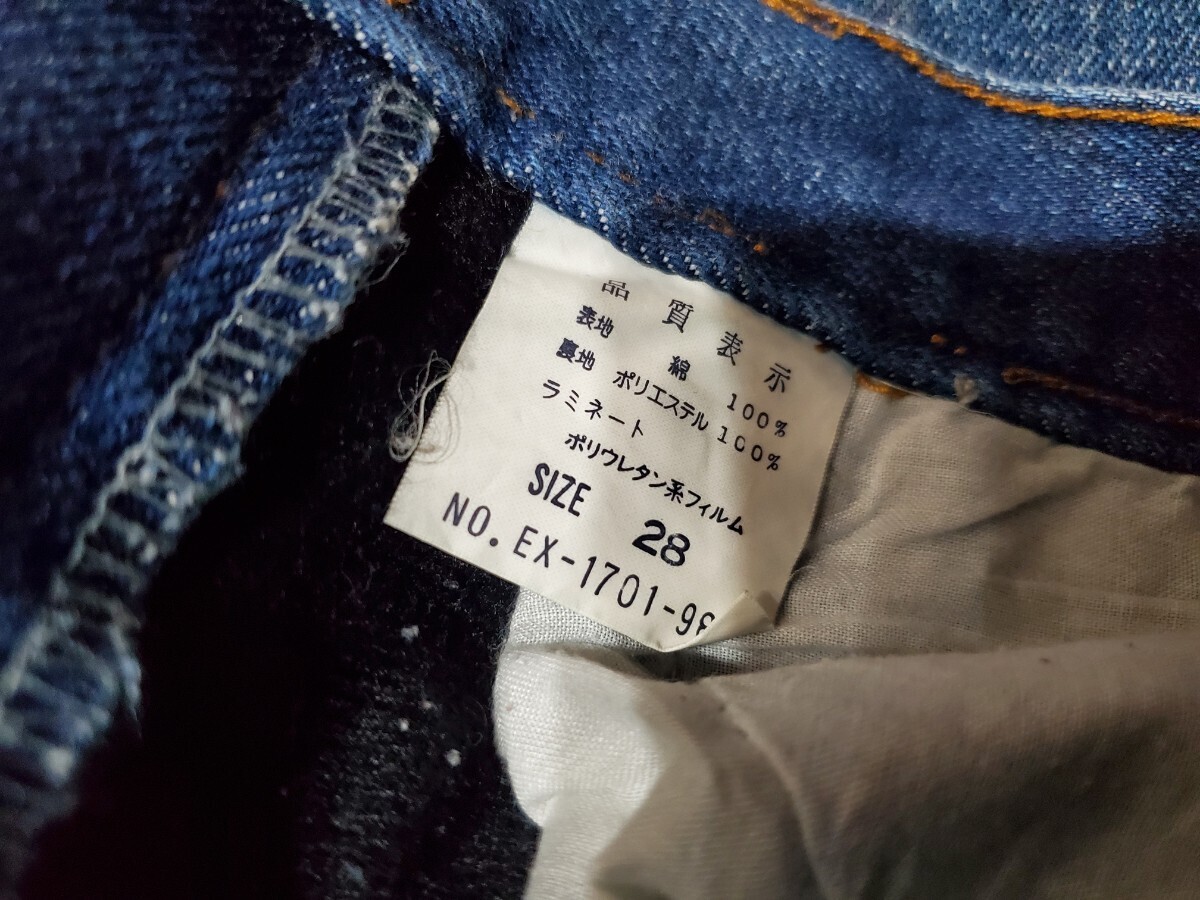 品質表示
表地 綿 100%
裏地 ポリエステル 100%
ラミネート
ポリウレタン系フィルム
SIZE 28
NO. EX-1701-9